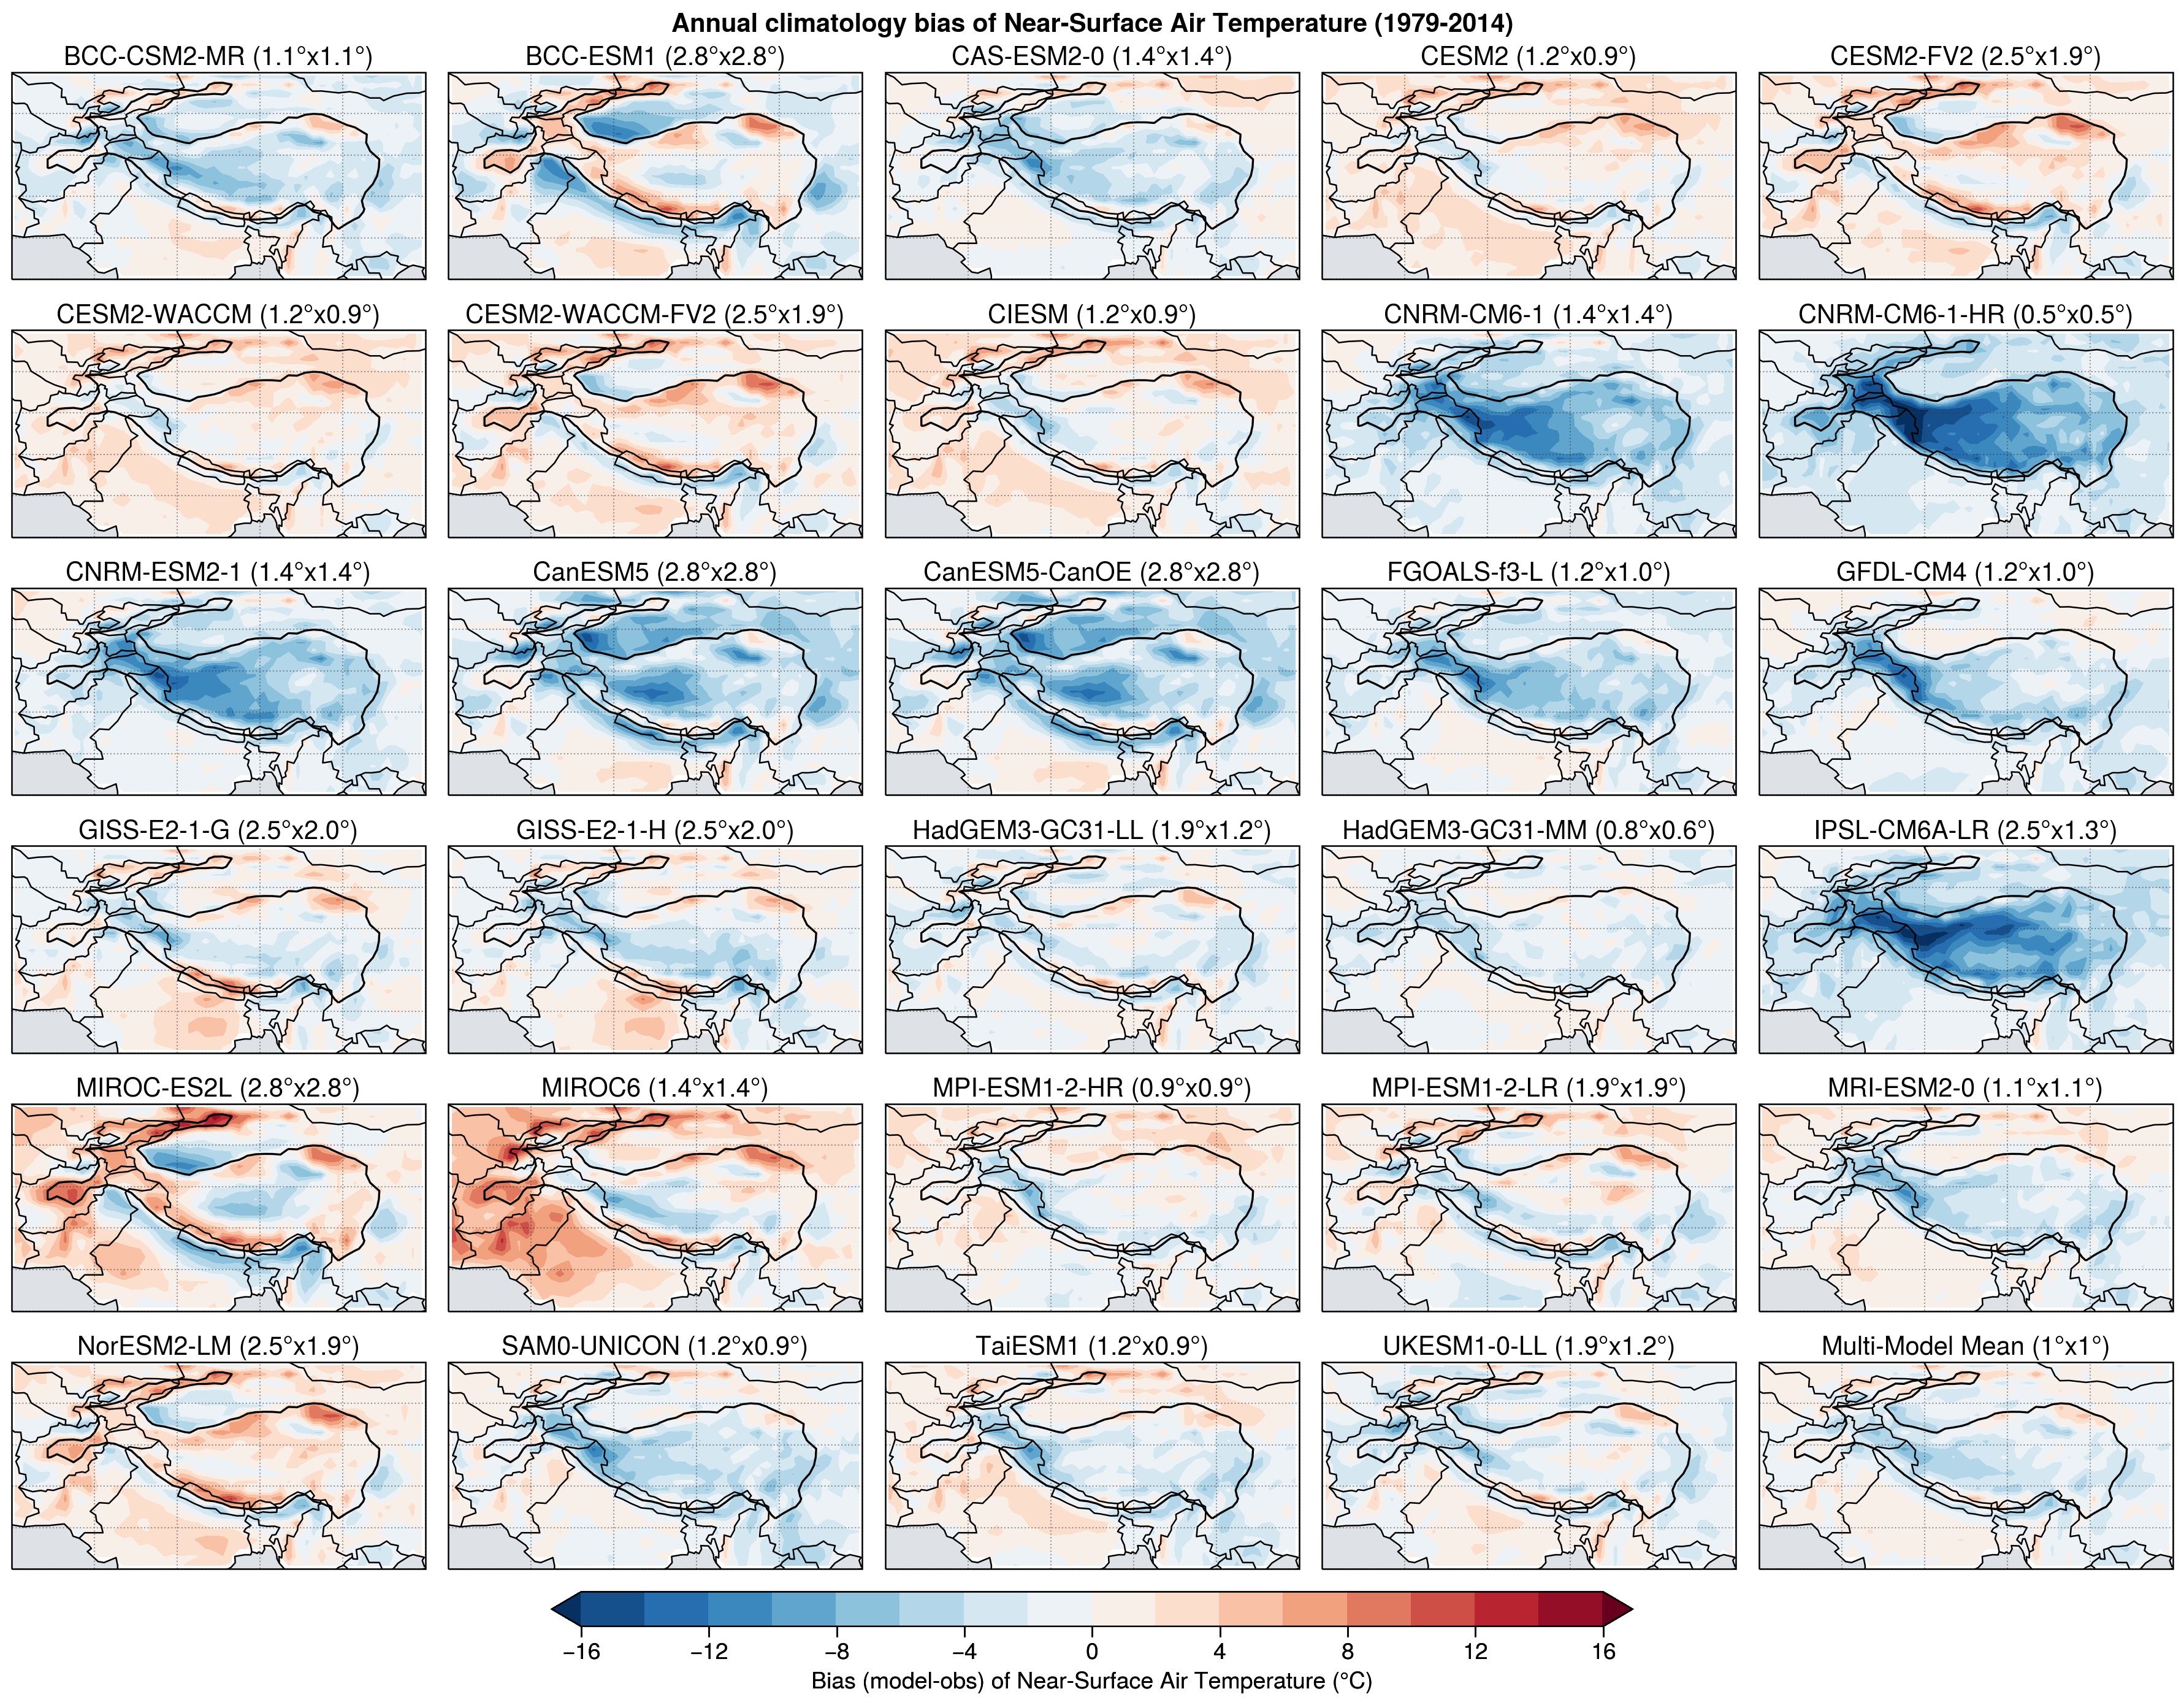 Annual climatology bias of Near-Surface Air Temperature (1979-2014)
BCC-CSM2-MR (1.1°x1.1°)
BCC-ESM1 (2.8°x2.8°)
CAS-ESM2-0 (1.4°x1.4°)
CESM2 (1.2°x0.9°)
CESM2-FV2 (2.5°x1.9°)
CESM2-WACCM (1.2°x0.9°)
CESM2-WACCM-FV2 (2.5°x1.9°)
CIESM (1.2°x0.9°)
CNRM-CM6-1 (1.4°x1.4°)
CNRM-CM6-1-HR (0.5°x0.5°)
CNRM-ESM2-1 (1.4°x1.4°)
CanESM5 (2.8°x2.8°)
CanESM5-CanOE (2.8°x2.8°)
FGOALS-f3-L (1.2°x1.0°)
GFDL-CM4 (1.2°x1.0°)
GISS-E2-1-G (2.5°x2.0°)
GISS-E2-1-H (2.5°x2.0°)
HadGEM3-GC31-LL (1.9°x1.2°)
HadGEM3-GC31-MM (0.8°x0.6°)
IPSL-CM6A-LR (2.5°x1.3°)
MIROC-ES2L (2.8°x2.8°)
MIROC6 (1.4°x1.4°)
MPI-ESM1-2-HR (0.9°x0.9°)
MPI-ESM1-2-LR (1.9°x1.9°)
MRI-ESM2-0 (1.1°x1.1°)
NorESM2-LM (2.5°x1.9°)
SAM0-UNICON (1.2°x0.9°)
TaiESM1 (1.2°x0.9°)
UKESM1-0-LL (1.9°x1.2°)
Multi-Model Mean (1°x1°)
−16 −12 −8 −4 0 4 8 12 16
Bias (model-obs) of Near-Surface Air Temperature (°C)